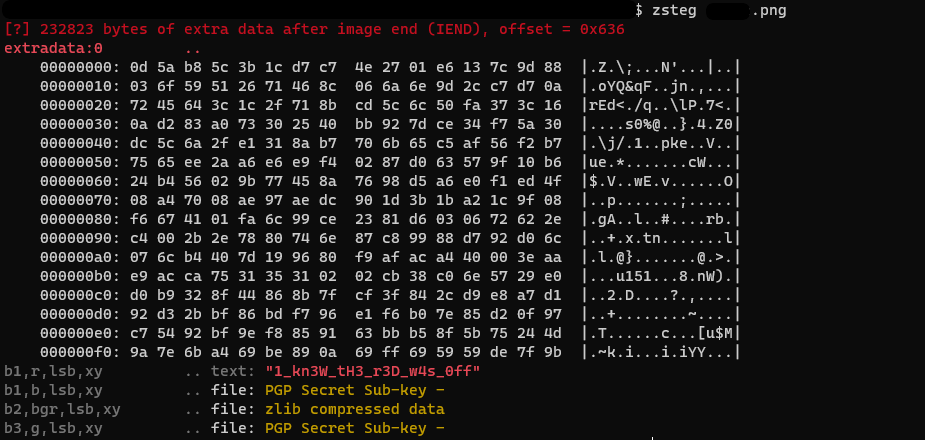 $ zsteg .png
[?] 232823 bytes of extra data after image end (IEND), offset = 0x636
extradata:0 ..
00000000: 0d 5a b8 5c 3b 1c d7 c7 4e 27 01 e6 13 7c 9d 88 |.Z.\;...N'...|..|
00000010: 03 6f 59 51 26 71 46 8c 06 6a 6e 9d 2c c7 d7 0a |.oYQ&qF..jn.,...|
00000020: 72 45 64 3c 1c 2f 71 8b cd 5c 6c 50 fa 37 3c 16 |rEd<./q..\lP.7<.|
00000030: 0a d2 83 a0 73 30 25 40 bb 92 7d ce 34 f7 5a 30 |....s0%@..}.4.Z0|
00000040: dc 5c 6a 2f e1 31 8a b7 70 6b 65 c5 af 56 f2 b7 |.\j/.1..pke..V..|
00000050: 75 65 ee 2a a6 e6 e9 f4 02 87 d0 63 57 9f 10 b6 |ue.*.......cW...|
00000060: 24 b4 56 02 9b 77 45 8a 76 98 d5 a6 e0 f1 ed 4f |$.V..wE.v......O|
00000070: 08 a4 70 08 ae 97 ae dc 90 1d 3b 1b a2 1c 9f 08 |..p.......;.....|
00000080: f6 67 41 01 fa 6c 99 ce 23 81 d6 03 06 72 62 2e |.gA..l..#....rb.|
00000090: c4 00 2b 2e 78 80 74 6e 87 c8 99 88 d7 92 d0 6c |..+.x.tn.......l|
000000a0: 07 6c b4 40 7d 19 96 80 f9 af ac a4 40 00 3e aa |.l.@}.......@.>.|
000000b0: e9 ac ca 75 31 35 31 02 02 cb 38 c0 6e 57 29 e0 |...u151...8.nW).|
000000c0: d0 b9 32 8f 44 86 8b 7f cf 3f 84 2c d9 e8 a7 d1 |..2.D....?.,....|
000000d0: 92 d3 2b bf 86 bd f7 96 e1 f6 b0 7e 85 d2 0f 97 |..+........~....|
000000e0: c7 54 92 bf 9e f8 85 91 63 bb b5 8f 5b 75 24 4d |.T......c...[u$M|
000000f0: 9a 7e 6b a4 69 be 89 0a 69 ff 69 59 59 de 7f 9b |.~k.i...i.iYY...|
b1,r,lsb,xy .. text: "1_kn3W_tH3_r3D_w4s_0ff"
b1,b,lsb,xy .. file: PGP Secret Sub-key -
b2,bgr,lsb,xy .. file: zlib compressed data
b3,g,lsb,xy .. file: PGP Secret Sub-key -